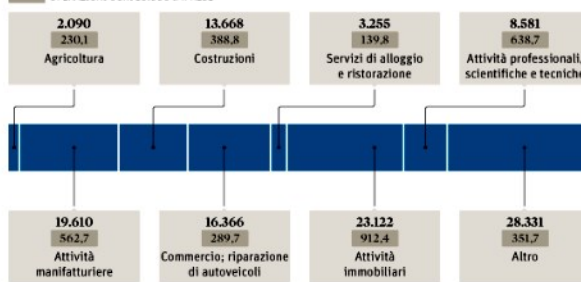 2.090
230,1
Agricoltura
13.668
388,8
Costruzioni
3.255
139,8
Servizi di alloggio
e ristorazione
8.581
638,7
Attività professionali,
scientifiche e tecniche
19.610
562,7
Attività
manifatturiere
16.366
289,7
Commercio; riparazione
di autoveicoli
23.122
912,4
Attività
immobiliari
28.331
351,7
Altro